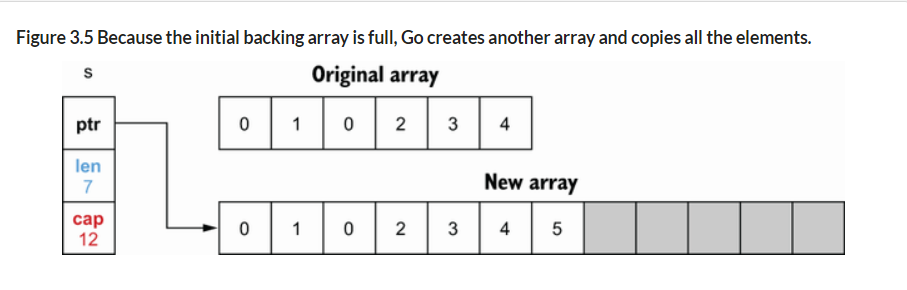 Figure 3.5 Because the initial backing array is full, Go creates another array and copies all the elements.
s
Original array
ptr
0 1 0 2 3 4
len
7
New array
cap
12
0 1 0 2 3 4 5